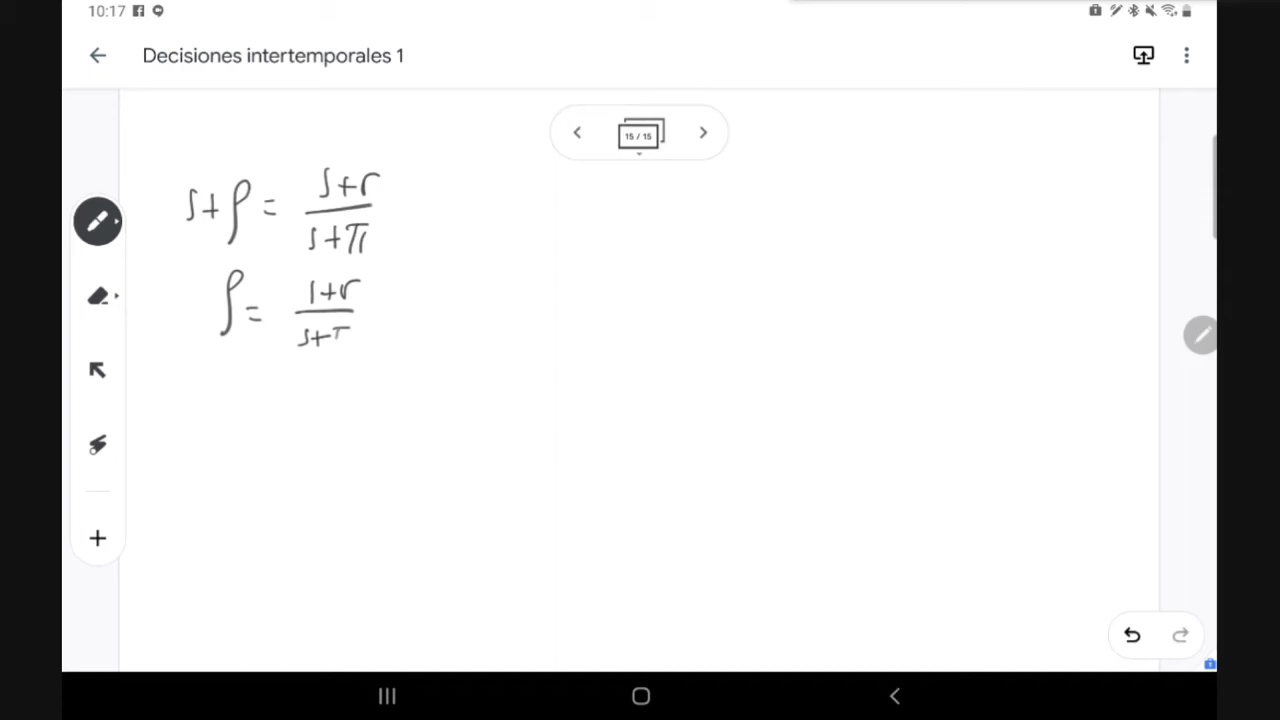 10:17
Decisiones intertemporales 1
15 / 15
1+ρ = (1+r)/(1+π)
ρ = (1+r)/(1+π